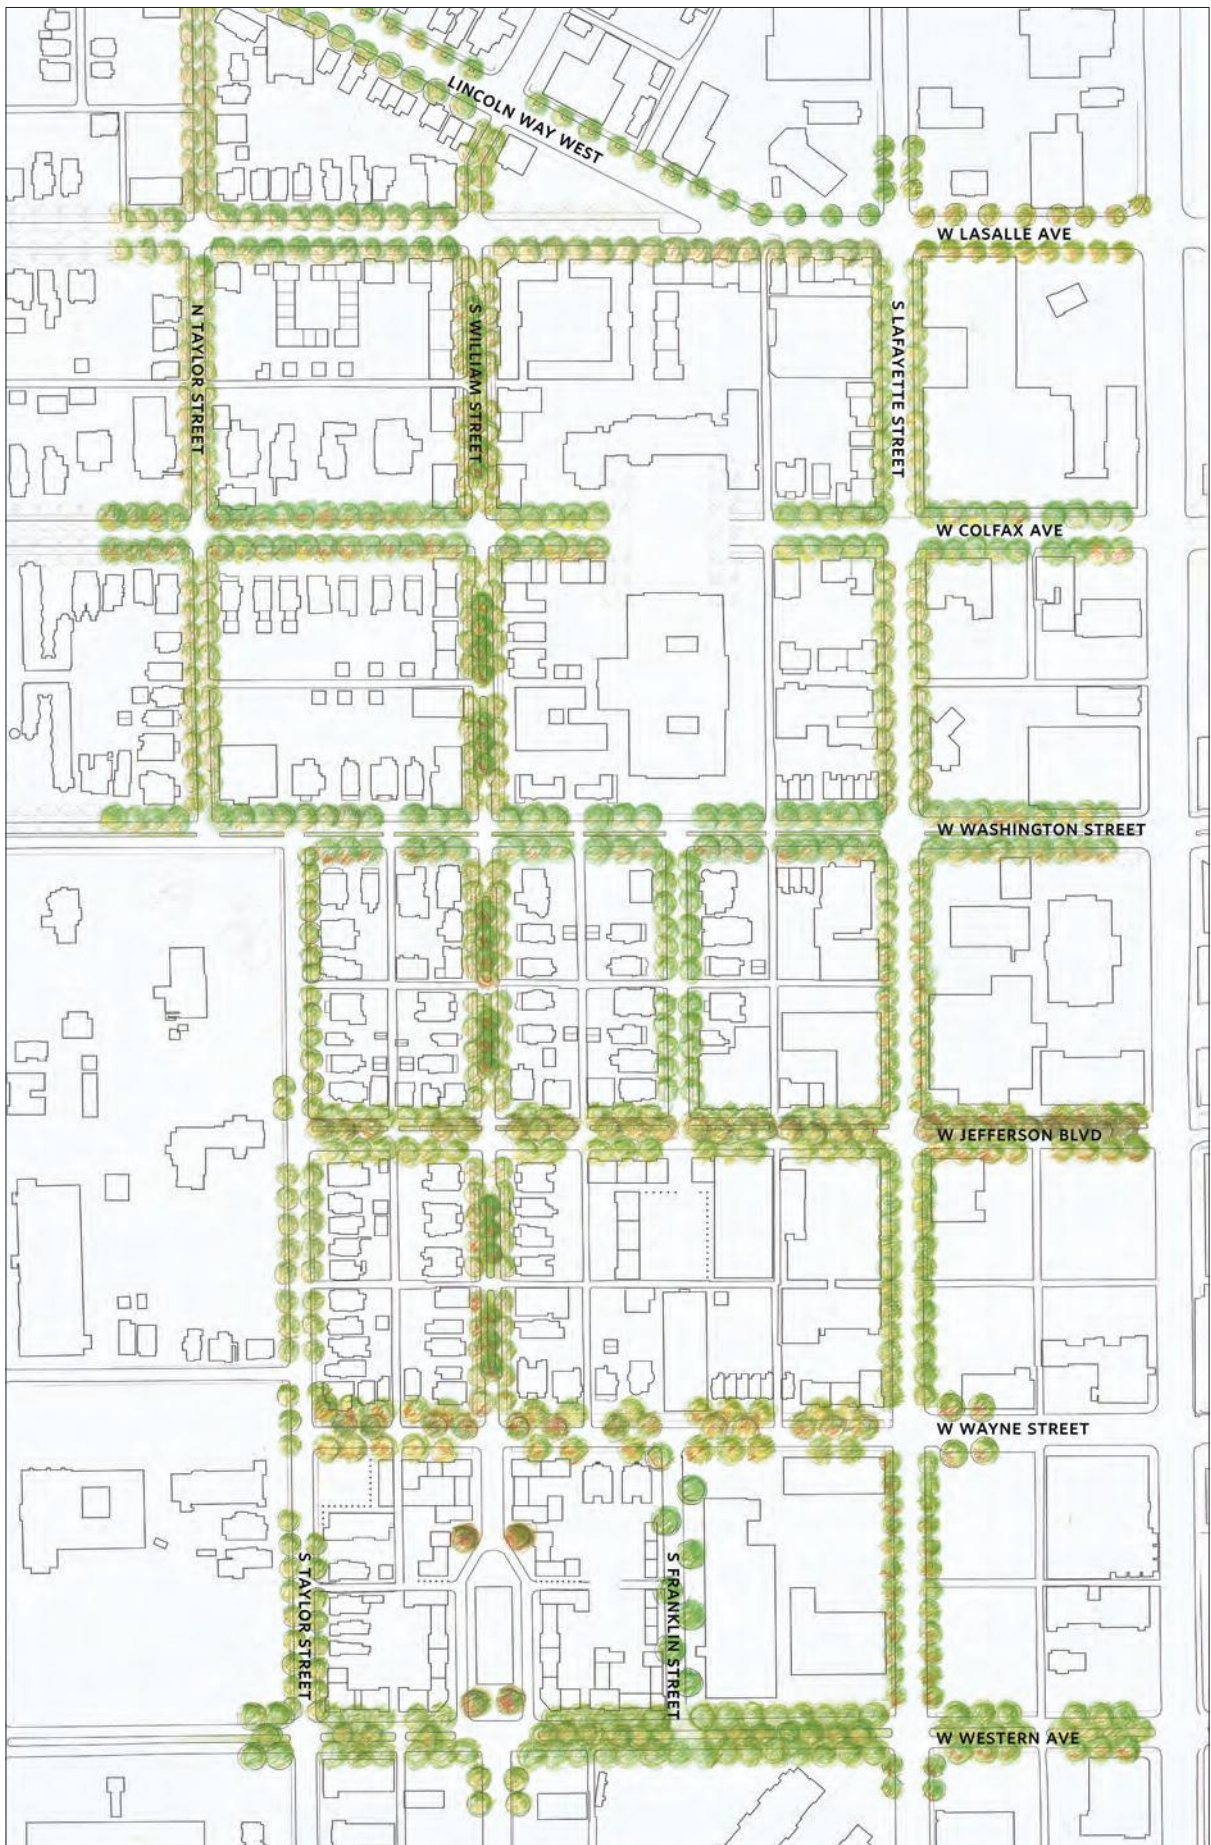 LINCOLN WAY WEST
W LASALLE AVE
N TAYLOR STREET
S WILLIAM STREET
S LAFAYETTE STREET
W COLFAX AVE
W WASHINGTON STREET
W JEFFERSON BLVD
W WAYNE STREET
S TAYLOR STREET
S FRANKLIN STREET
W WESTERN AVE